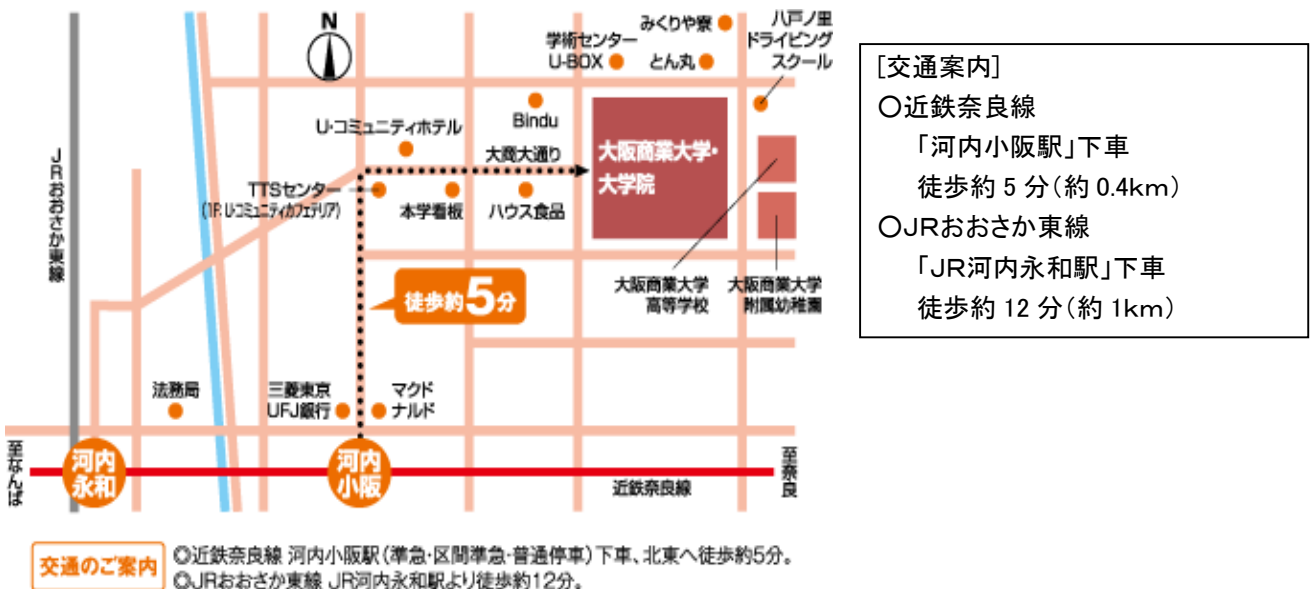 N
みくりや寮
八戸ノ里
ドライビング
スクール
学術センター
U-BOX
とん丸
Bindu
U・コミュニティホテル
大商大通り
大阪商業大学・
大学院
JRおおさか東線
TTSセンター
(1F. U・コミュニティカフェテリア)
本学看板
ハウス食品
大阪商業大学
高等学校
大阪商業大学
附属幼稚園
徒歩約5分
法務局
三菱東京
UFJ銀行
マクド
ナルド
至なんば
河内
永和
河内
小阪
近鉄奈良線
至奈良
交通のご案内
◎近鉄奈良線 河内小阪駅(準急・区間準急・普通停車)下車、北東へ徒歩約5分。
◎JRおおさか東線 JR河内永和駅より徒歩約12分。
[交通案内]
○近鉄奈良線
「河内小阪駅」下車
徒歩約5分(約0.4km)
○JRおおさか東線
「JR河内永和駅」下車
徒歩約12分(約1km)